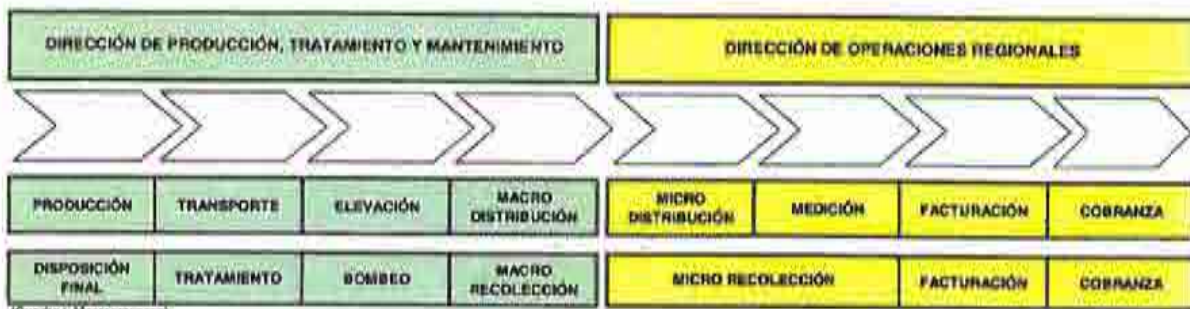 DIRECCIÓN DE PRODUCCIÓN, TRATAMIENTO Y MANTENIMIENTO
DIRECCIÓN DE OPERACIONES REGIONALES
PRODUCCIÓN
TRANSPORTE
ELEVACIÓN
MACRO
DISTRIBUCIÓN
MICRO
DISTRIBUCIÓN
MEDICIÓN
FACTURACIÓN
COBRANZA
DISPOSICIÓN
FINAL
TRATAMIENTO
BOMBEO
MACRO
RECOLECCIÓN
MICRO RECOLECCIÓN
FACTURACIÓN
COBRANZA